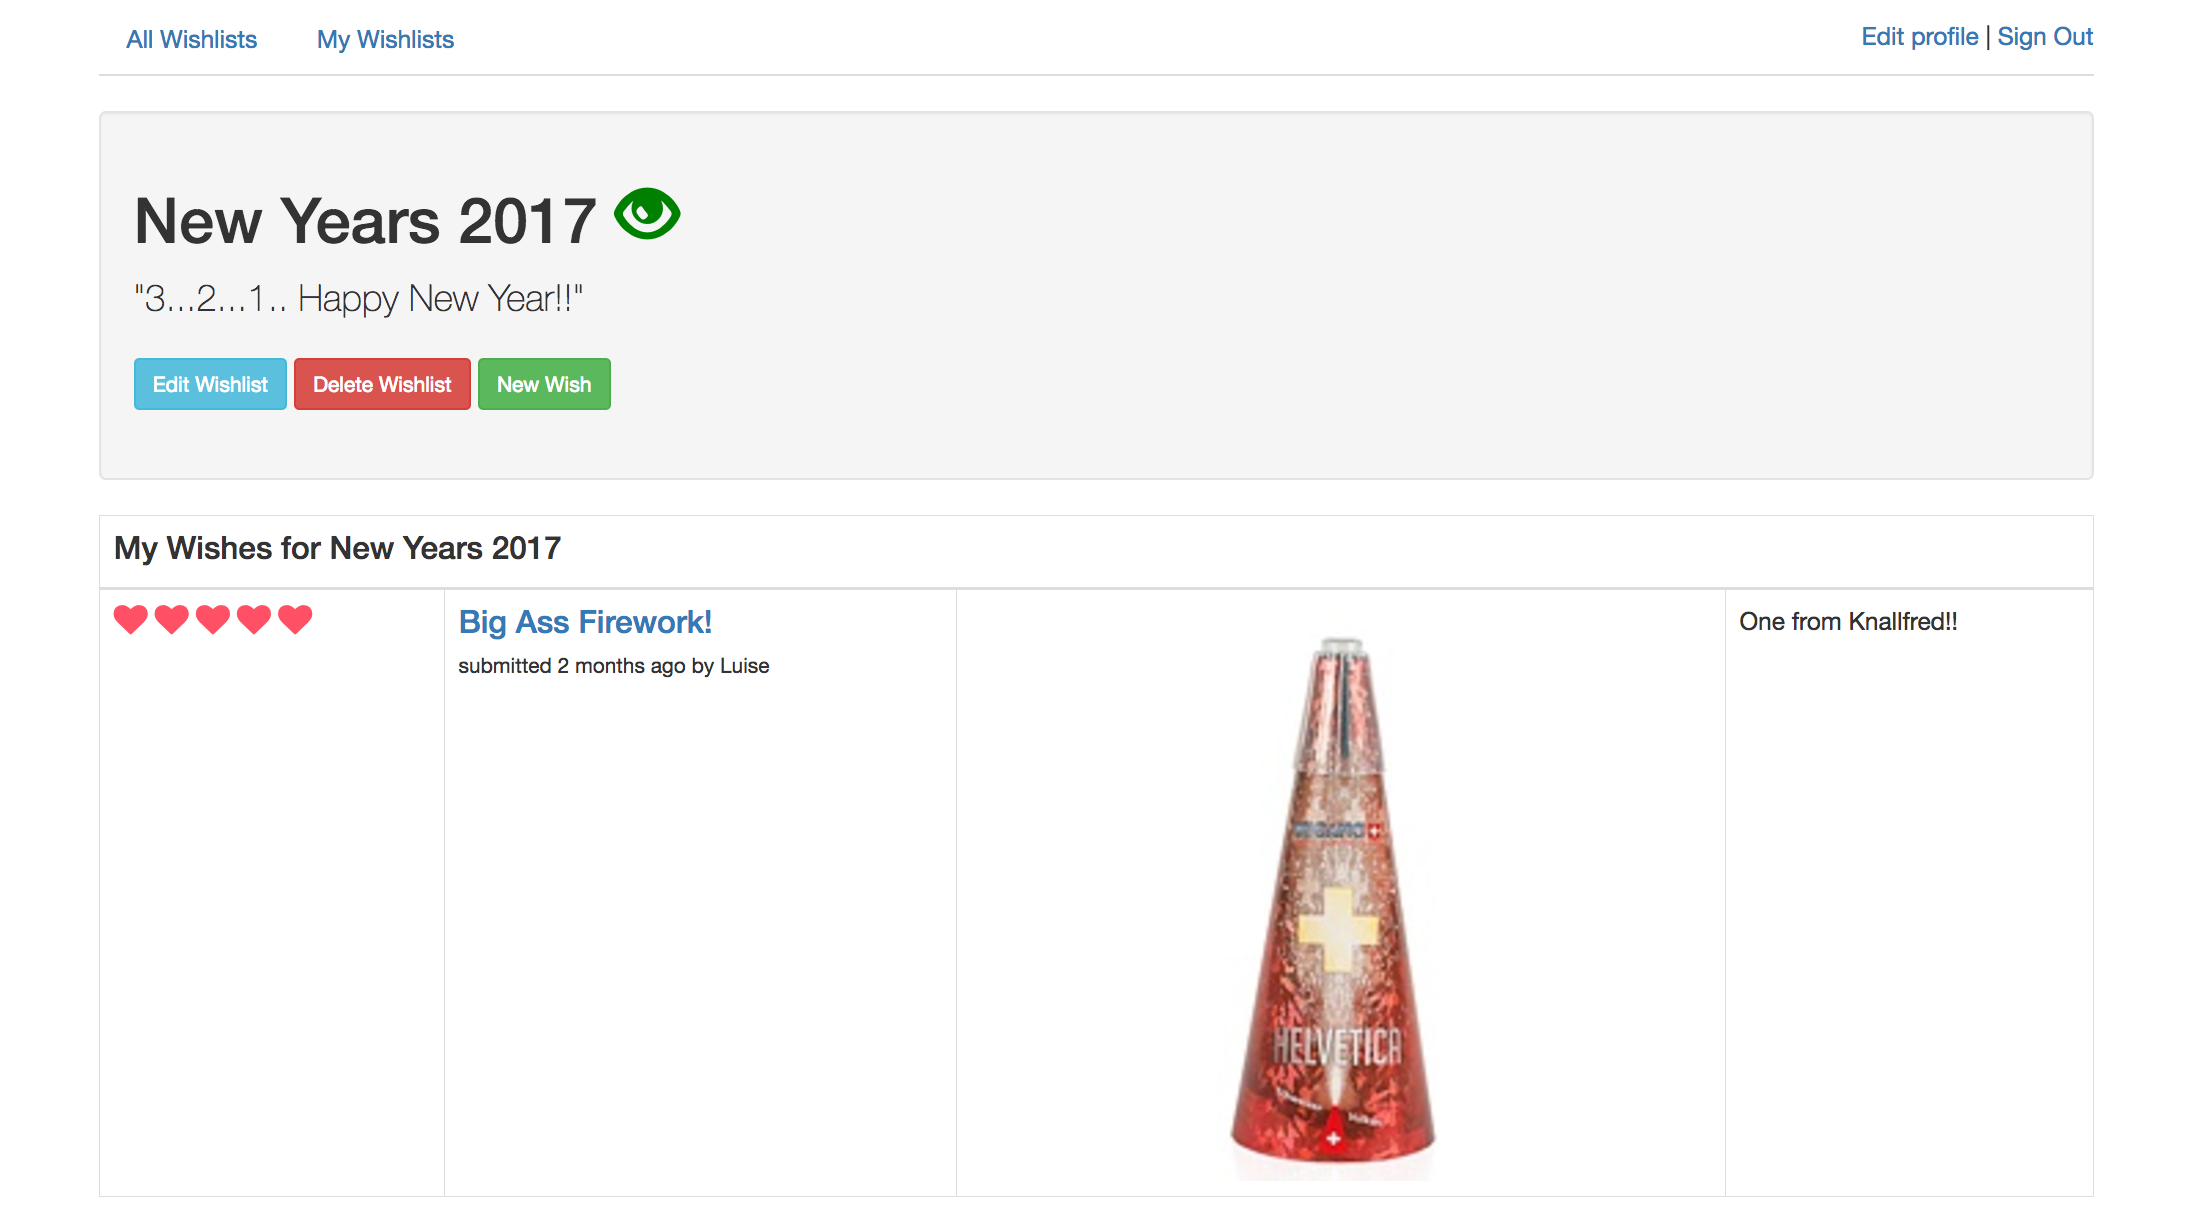 All Wishlists
My Wishlists
Edit profile | Sign Out
New Years 2017
"3...2...1.. Happy New Year!!"
Edit Wishlist
Delete Wishlist
New Wish
My Wishes for New Years 2017
Big Ass Firework!
submitted 2 months ago by Luise
One from Knallfred!!
HELVETICA